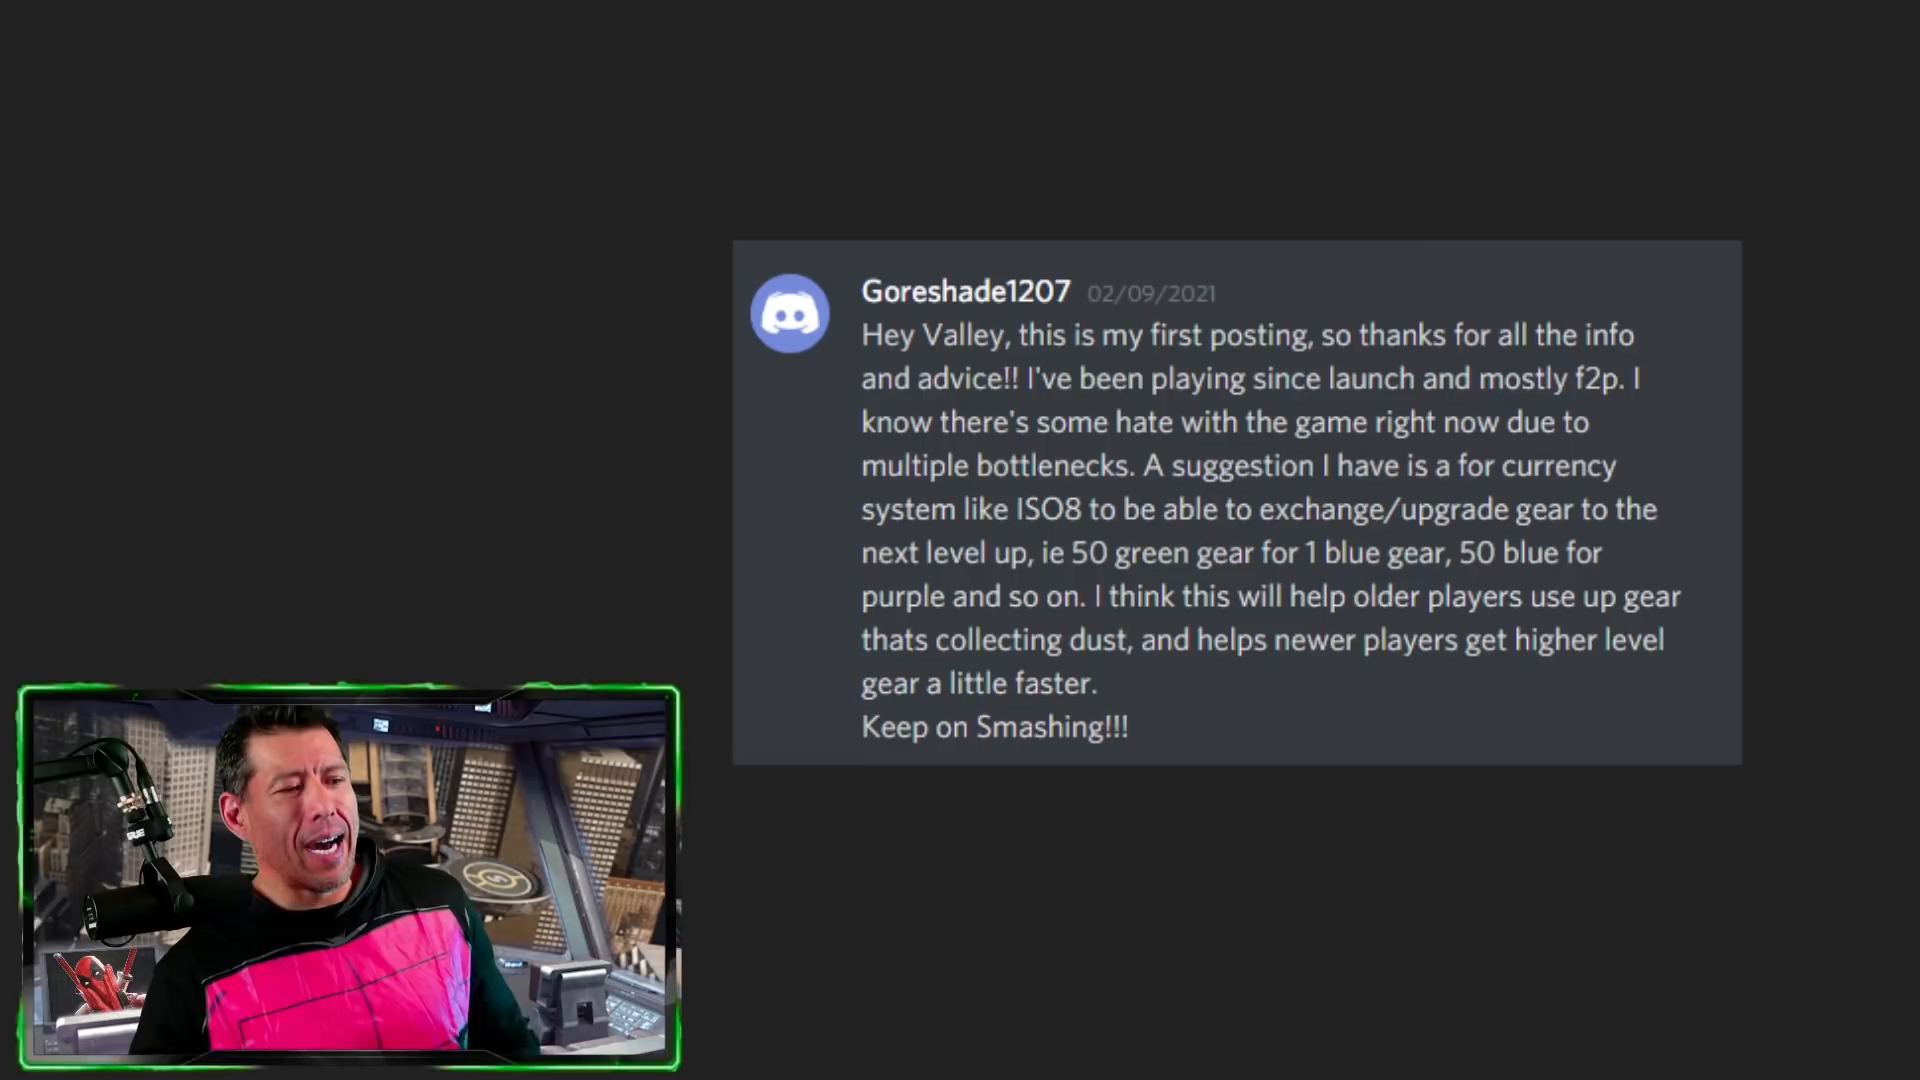 Goreshade1207 02/09/2021
Hey Valley, this is my first posting, so thanks for all the info
and advice!! I've been playing since launch and mostly f2p. I
know there's some hate with the game right now due to
multiple bottlenecks. A suggestion I have is a for currency
system like ISO8 to be able to exchange/upgrade gear to the
next level up, ie 50 green gear for 1 blue gear, 50 blue for
purple and so on. I think this will help older players use up gear
thats collecting dust, and helps newer players get higher level
gear a little faster.
Keep on Smashing!!!